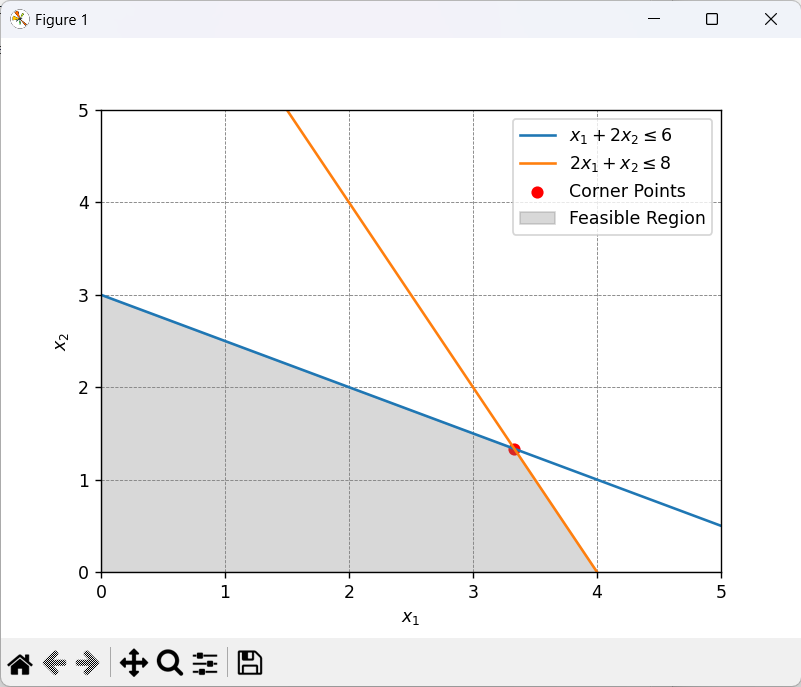 Figure 1
5
4
3
2
1
0
x₂
x₁ + 2x₂ ≤ 6
2x₁ + x₂ ≤ 8
Corner Points
Feasible Region
0 1 2 3 4 5
x₁